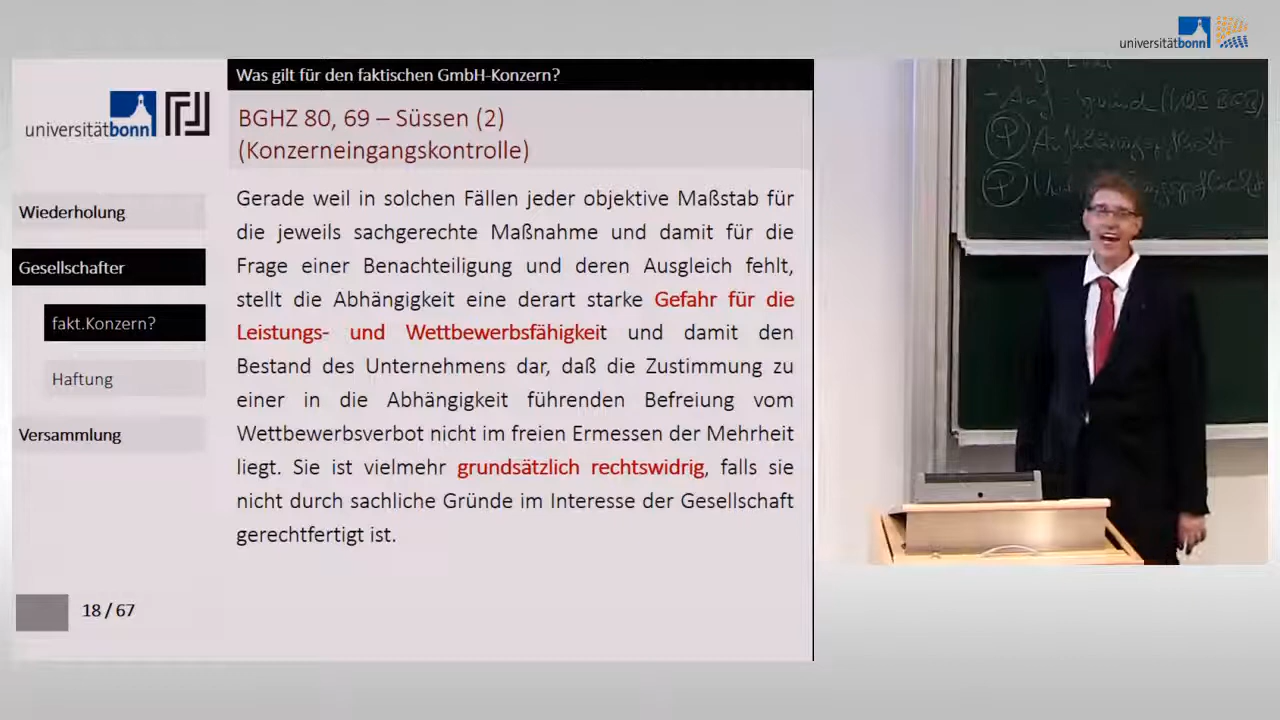 universitätbonn
Was gilt für den faktischen GmbH-Konzern?
universitätbonn
BGHZ 80, 69 – Süssen (2)
(Konzerneingangskontrolle)
Wiederholung
Gesellschafter
fakt.Konzern?
Haftung
Versammlung
Gerade weil in solchen Fällen jeder objektive Maßstab für
die jeweils sachgerechte Maßnahme und damit für die
Frage einer Benachteiligung und deren Ausgleich fehlt,
stellt die Abhängigkeit eine derart starke Gefahr für die
Leistungs- und Wettbewerbsfähigkeit und damit den
Bestand des Unternehmens dar, daß die Zustimmung zu
einer in die Abhängigkeit führenden Befreiung vom
Wettbewerbsverbot nicht im freien Ermessen der Mehrheit
liegt. Sie ist vielmehr grundsätzlich rechtswidrig, falls sie
nicht durch sachliche Gründe im Interesse der Gesellschaft
gerechtfertigt ist.
18 / 67
P Aufklärungspflicht
P